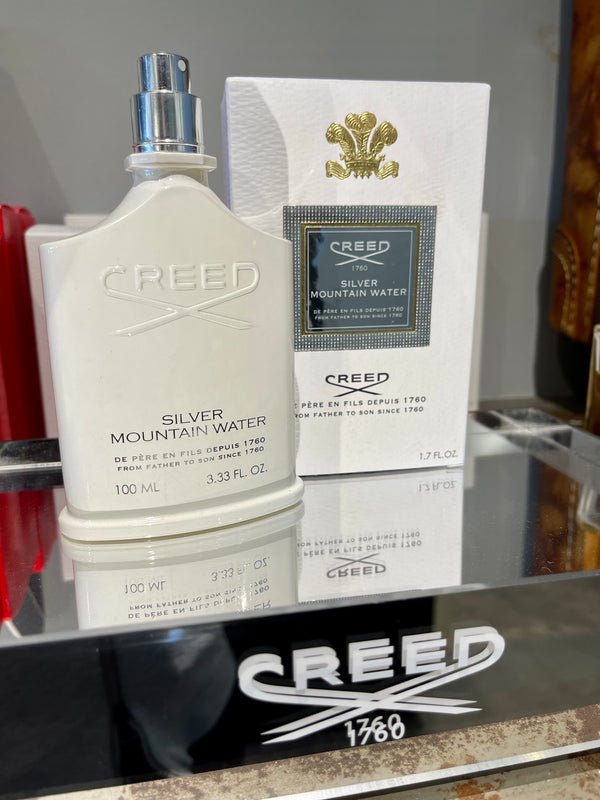 CREED
SILVER
MOUNTAIN WATER
DE PÈRE EN FILS DEPUIS 1760
FROM FATHER TO SON SINCE 1760
100 ML 3.33 FL. OZ.
CREED
1760
SILVER
MOUNTAIN WATER
DE PÈRE EN FILS DEPUIS 1760
FROM FATHER TO SON SINCE 1760
CREED
PÈRE EN FILS DEPUIS 1760
FROM FATHER TO SON SINCE 1760
1.7 FL.OZ.
CREED
1760